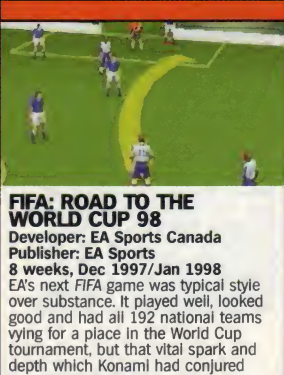 FIFA: ROAD TO THE
WORLD CUP 98
Developer: EA Sports Canada
Publisher: EA Sports
8 weeks, Dec 1997/Jan 1998
EA's next FIFA game was typical style
over substance. It played well, looked
good and had all 192 national teams
vying for a place in the World Cup
tournament, but that vital spark and
depth which Konami had conjured